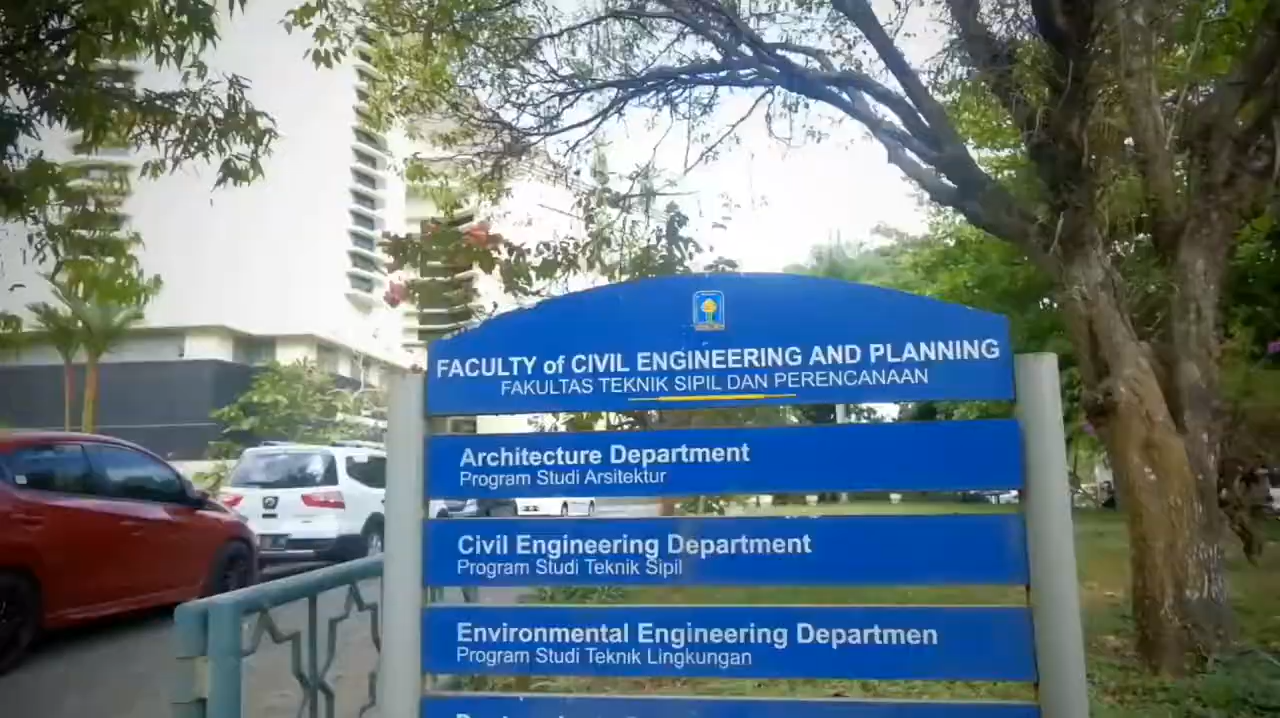 FACULTY of CIVIL ENGINEERING AND PLANNING
FAKULTAS TEKNIK SIPIL DAN PERENCANAAN
Architecture Department
Program Studi Arsitektur
Civil Engineering Department
Program Studi Teknik Sipil
Environmental Engineering Departmen
Program Studi Teknik Lingkungan